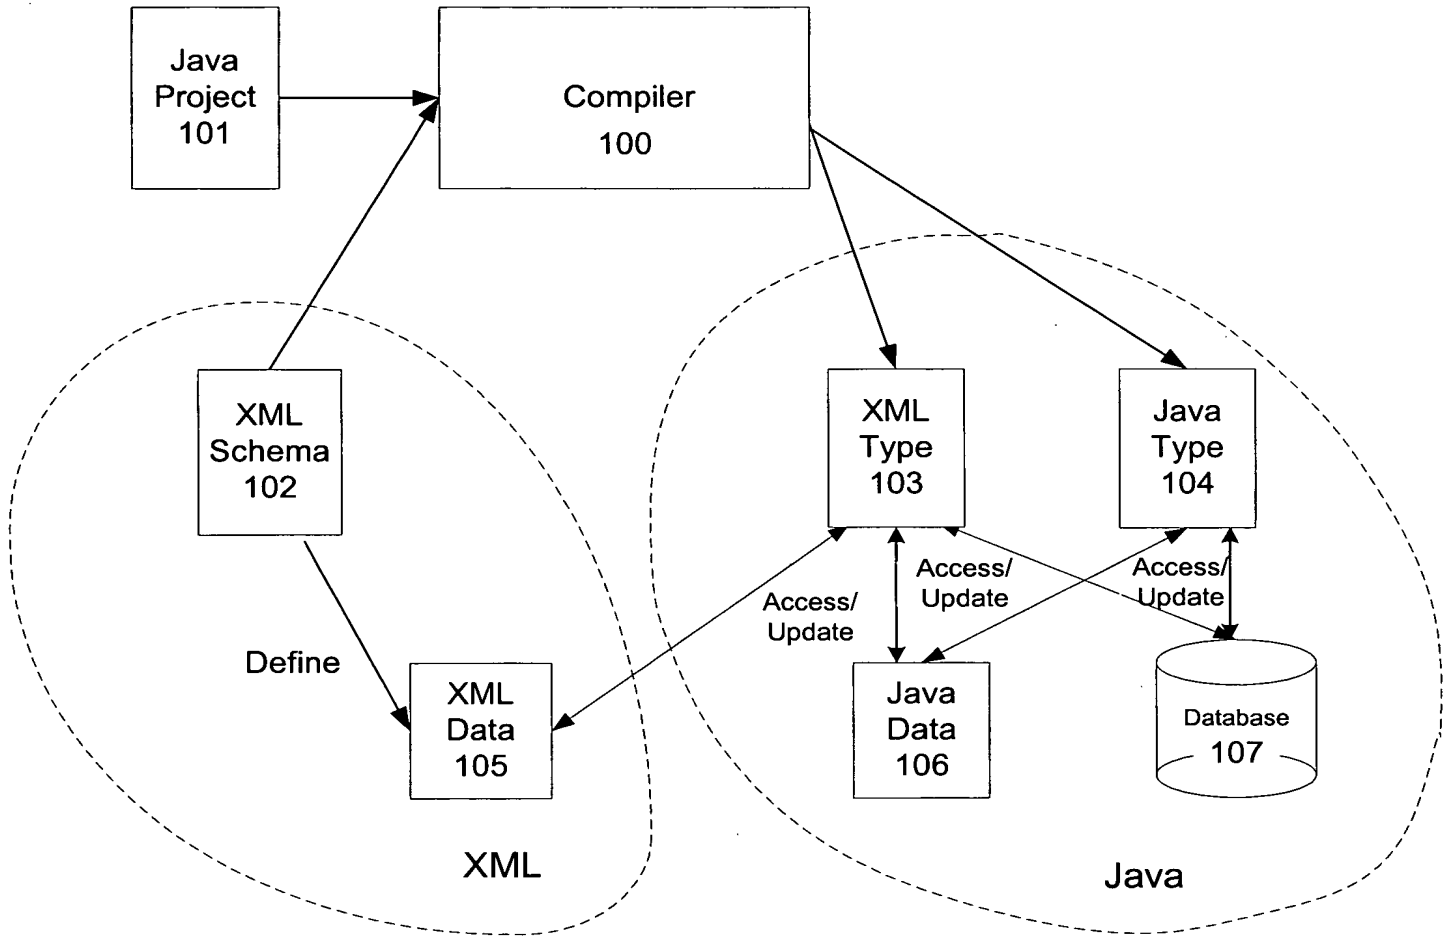 Java
Project
101
Compiler
100
XML
Schema
102
XML
Type
103
Java
Type
104
Access/
Update
Access/
Update
Access/
Update
Define
XML
Data
105
Java
Data
106
Database
107
XML
Java